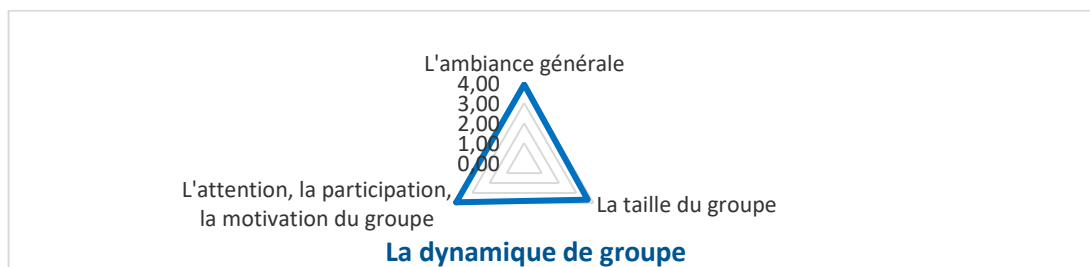 L'ambiance générale
4,00
3,00
2,00
1,00
0,00
L'attention, la participation,
la motivation du groupe
La taille du groupe
La dynamique de groupe